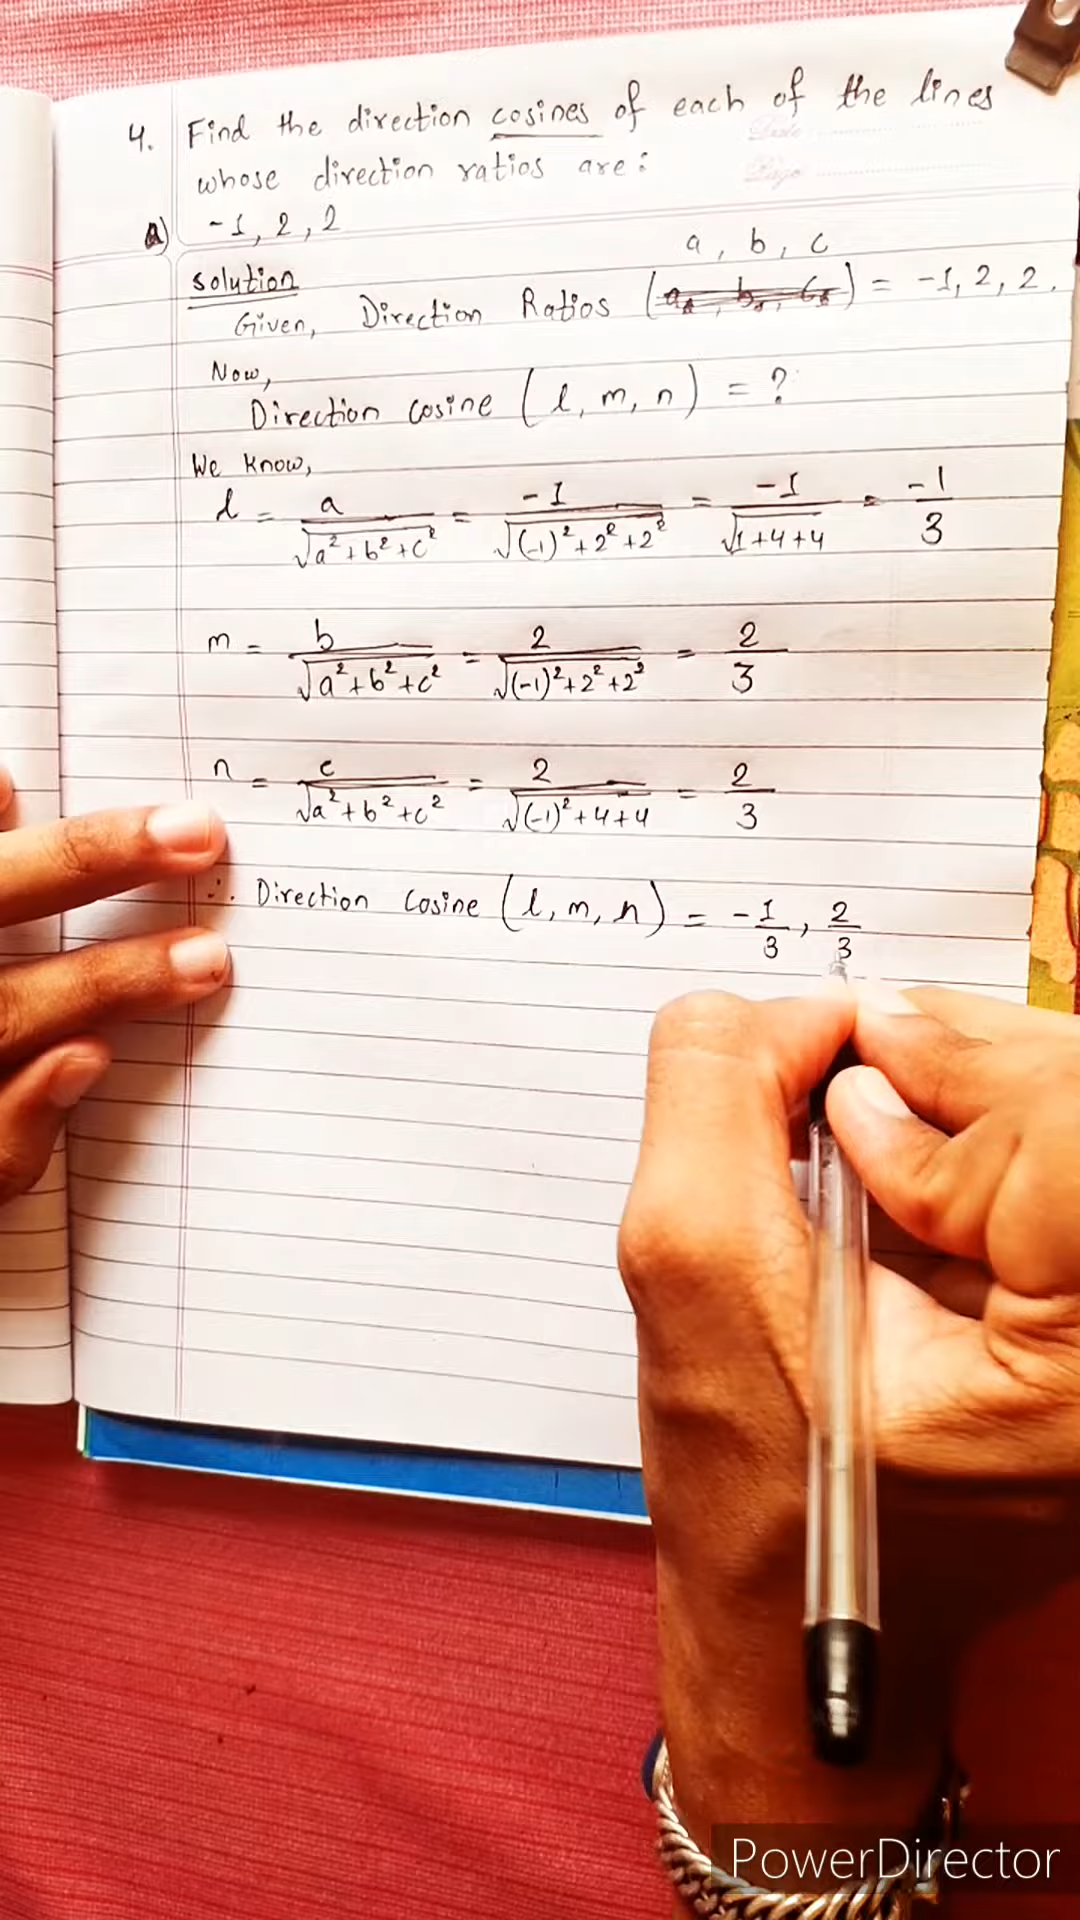 4. Find the direction cosines of each of the lines
Date
whose direction ratios are:
Page
a) -1, 2, 2
a, b, c
Solution
Given, Direction Ratios ( ) = -1, 2, 2.
Now,
Direction Cosine (l, m, n) = ?
We know,
l = a/√(a²+b²+c²) = -1/√((-1)²+2²+2²) = -1/√(1+4+4) = -1/3
m = b/√(a²+b²+c²) = 2/√((-1)²+2²+2²) = 2/3
n = c/√(a²+b²+c²) = 2/√((-1)²+4+4) = 2/3
∴ Direction Cosine (l, m, n) = -1/3, 2/3
PowerDirector